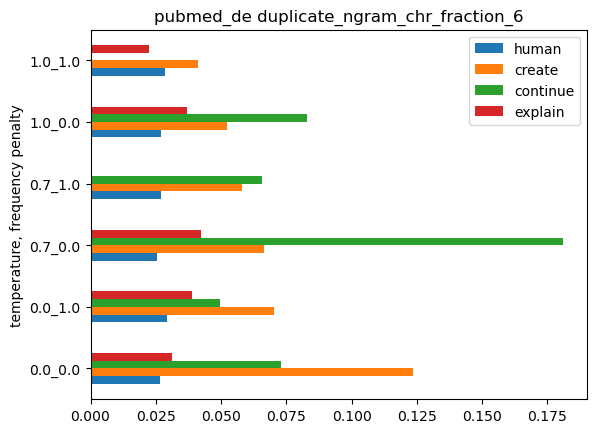 pubmed_de duplicate_ngram_chr_fraction_6
human
create
continue
explain
temperature, frequency penalty
1.0_1.0
1.0_0.0
0.7_1.0
0.7_0.0
0.0_1.0
0.0_0.0
0.000 0.025 0.050 0.075 0.100 0.125 0.150 0.175